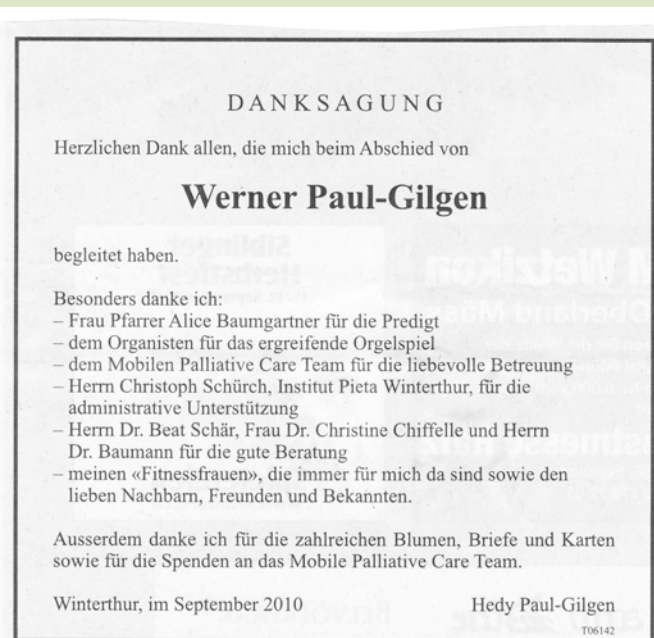 DANKSAGUNG
Herzlichen Dank allen, die mich beim Abschied von
Werner Paul-Gilgen
begleitet haben.
Besonders danke ich:
– Frau Pfarrer Alice Baumgartner für die Predigt
– dem Organisten für das ergreifende Orgelspiel
– dem Mobilen Palliative Care Team für die liebevolle Betreuung
– Herrn Christoph Schürch, Institut Pieta Winterthur, für die
administrative Unterstützung
– Herrn Dr. Beat Schär, Frau Dr. Christine Chiffelle und Herrn
Dr. Baumann für die gute Beratung
– meinen «Fitnessfrauen», die immer für mich da sind sowie den
lieben Nachbarn, Freunden und Bekannten.
Ausserdem danke ich für die zahlreichen Blumen, Briefe und Karten
sowie für die Spenden an das Mobile Palliative Care Team.
Winterthur, im September 2010 Hedy Paul-Gilgen
T06142